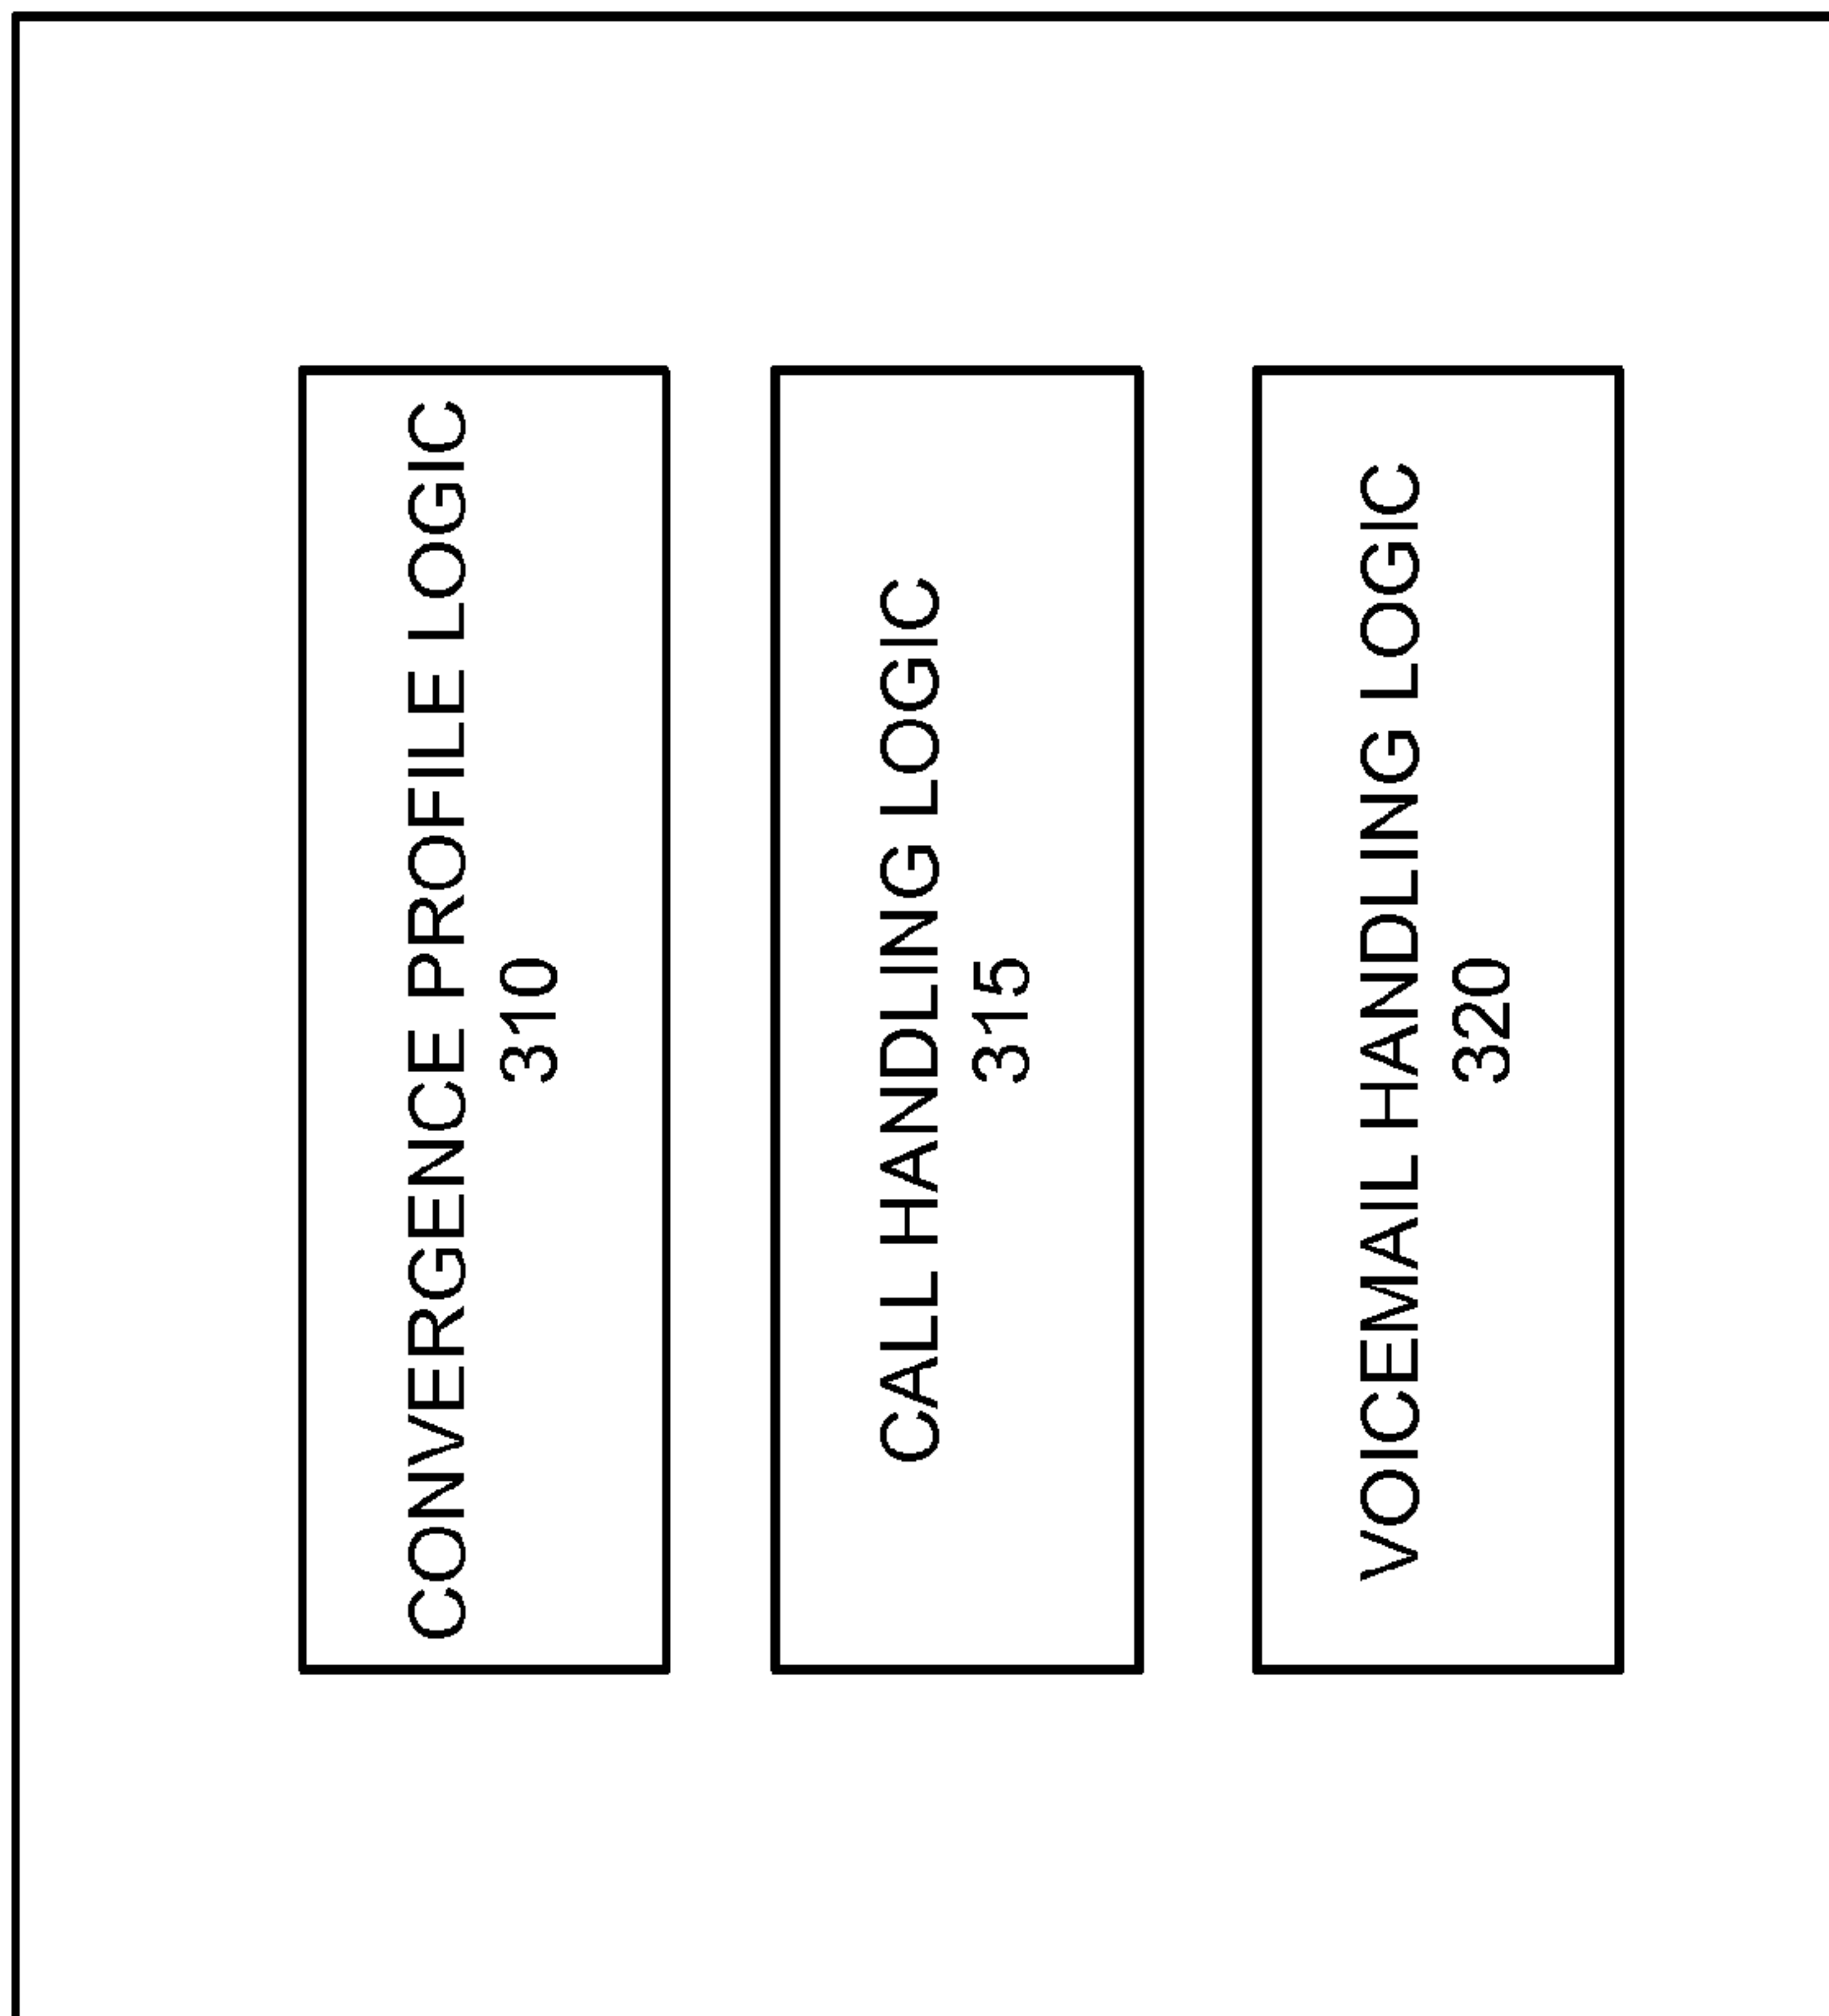 CONVERGENCE PROFILE LOGIC
310
CALL HANDLING LOGIC
315
VOICEMAIL HANDLING LOGIC
320